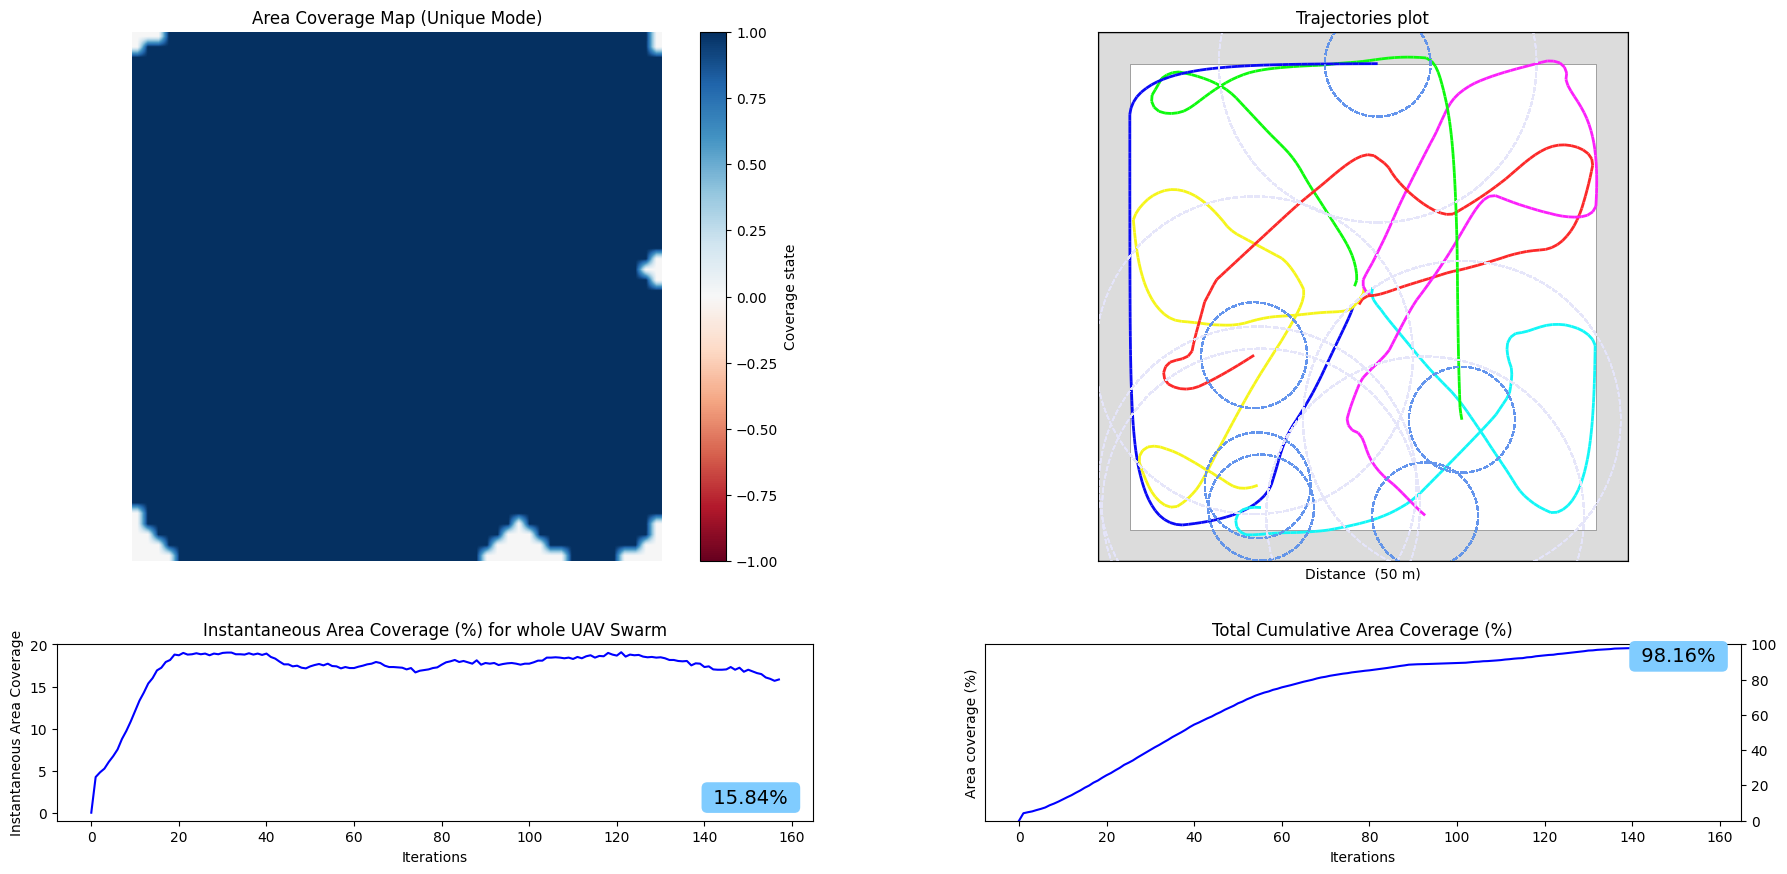 Area Coverage Map (Unique Mode)
1.00
0.75
0.50
0.25
0.00
−0.25
−0.50
−0.75
−1.00
Coverage state
Trajectories plot
Distance  (50 m)
Instantaneous Area Coverage (%) for whole UAV Swarm
Instantaneous Area Coverage
20
15
10
5
0
15.84%
0 20 40 60 80 100 120 140 160
Iterations
Total Cumulative Area Coverage (%)
Area coverage (%)
98.16%
100
80
60
40
20
0
0 20 40 60 80 100 120 140 160
Iterations